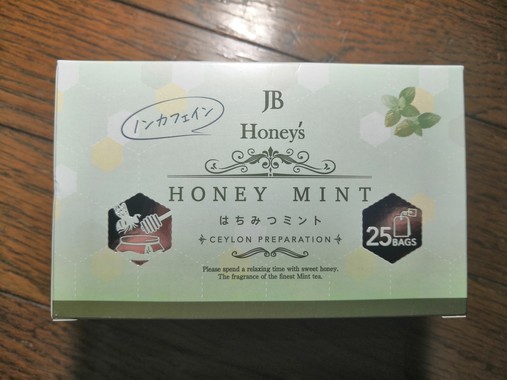 JB
Honey's
ノンカフェイン
HONEY MINT
はちみつミント
CEYLON PREPARATION
25 BAGS
Please spend a relaxing time with sweet honey.
The fragrance of the finest Mint tea.